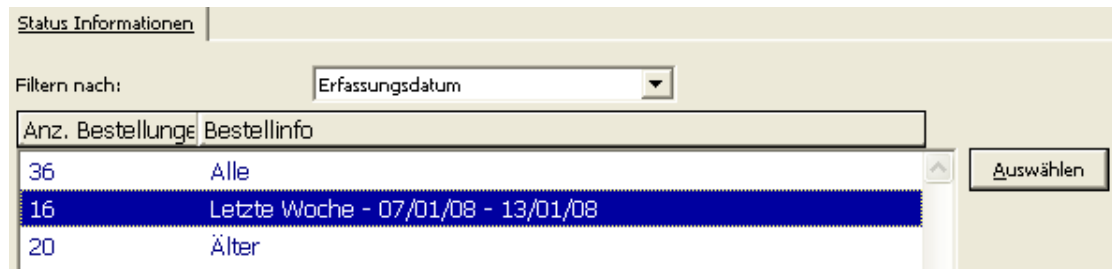 Status Informationen
Filtern nach: Erfassungsdatum
Anz. Bestellunge Bestellinfo
36 Alle
Auswählen
16 Letzte Woche - 07/01/08 - 13/01/08
20 Älter